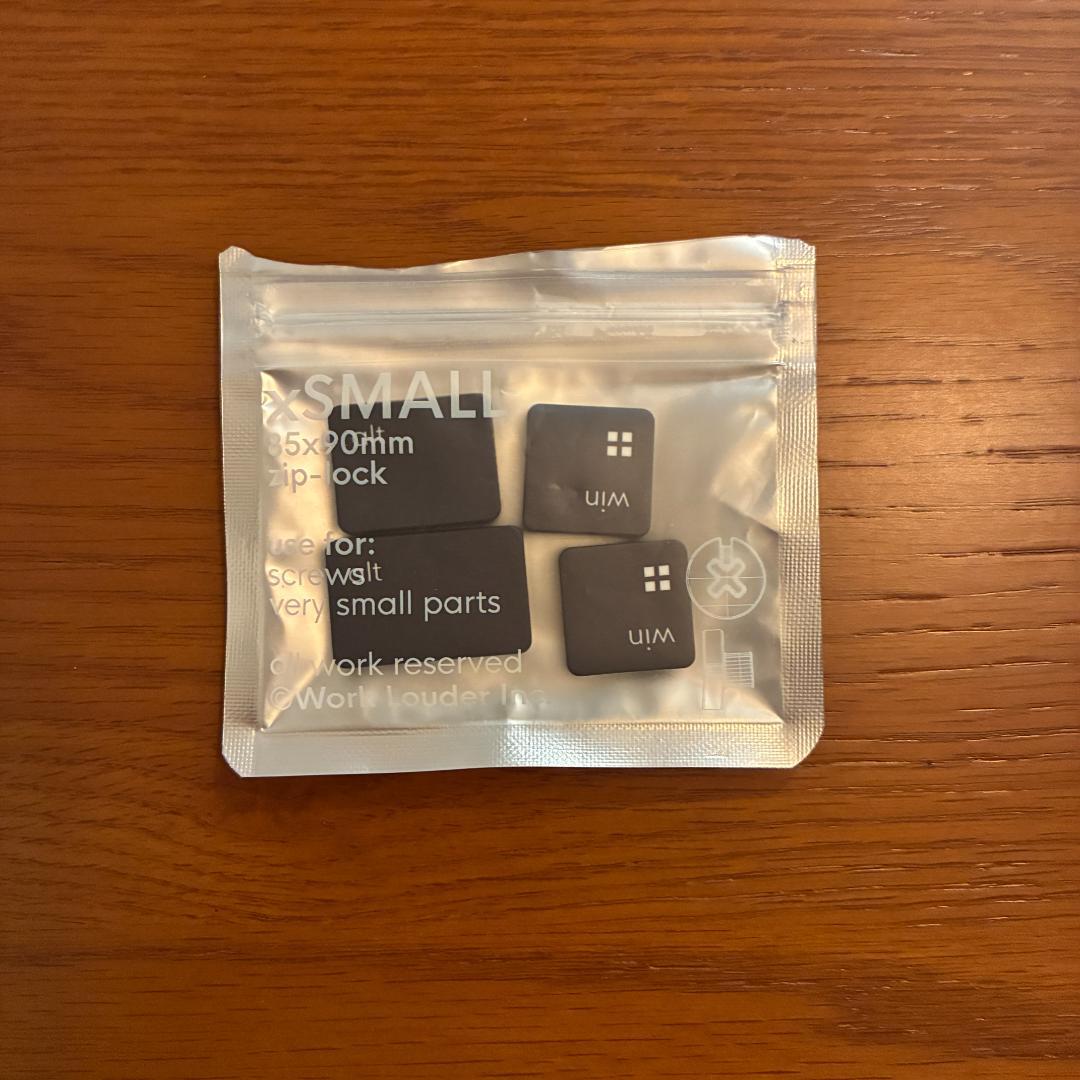 xSMALL
85x90mm
zip-lock
use for:
screws
very small parts
all work reserved
©Work Louder Inc.
alt
alt
win
win